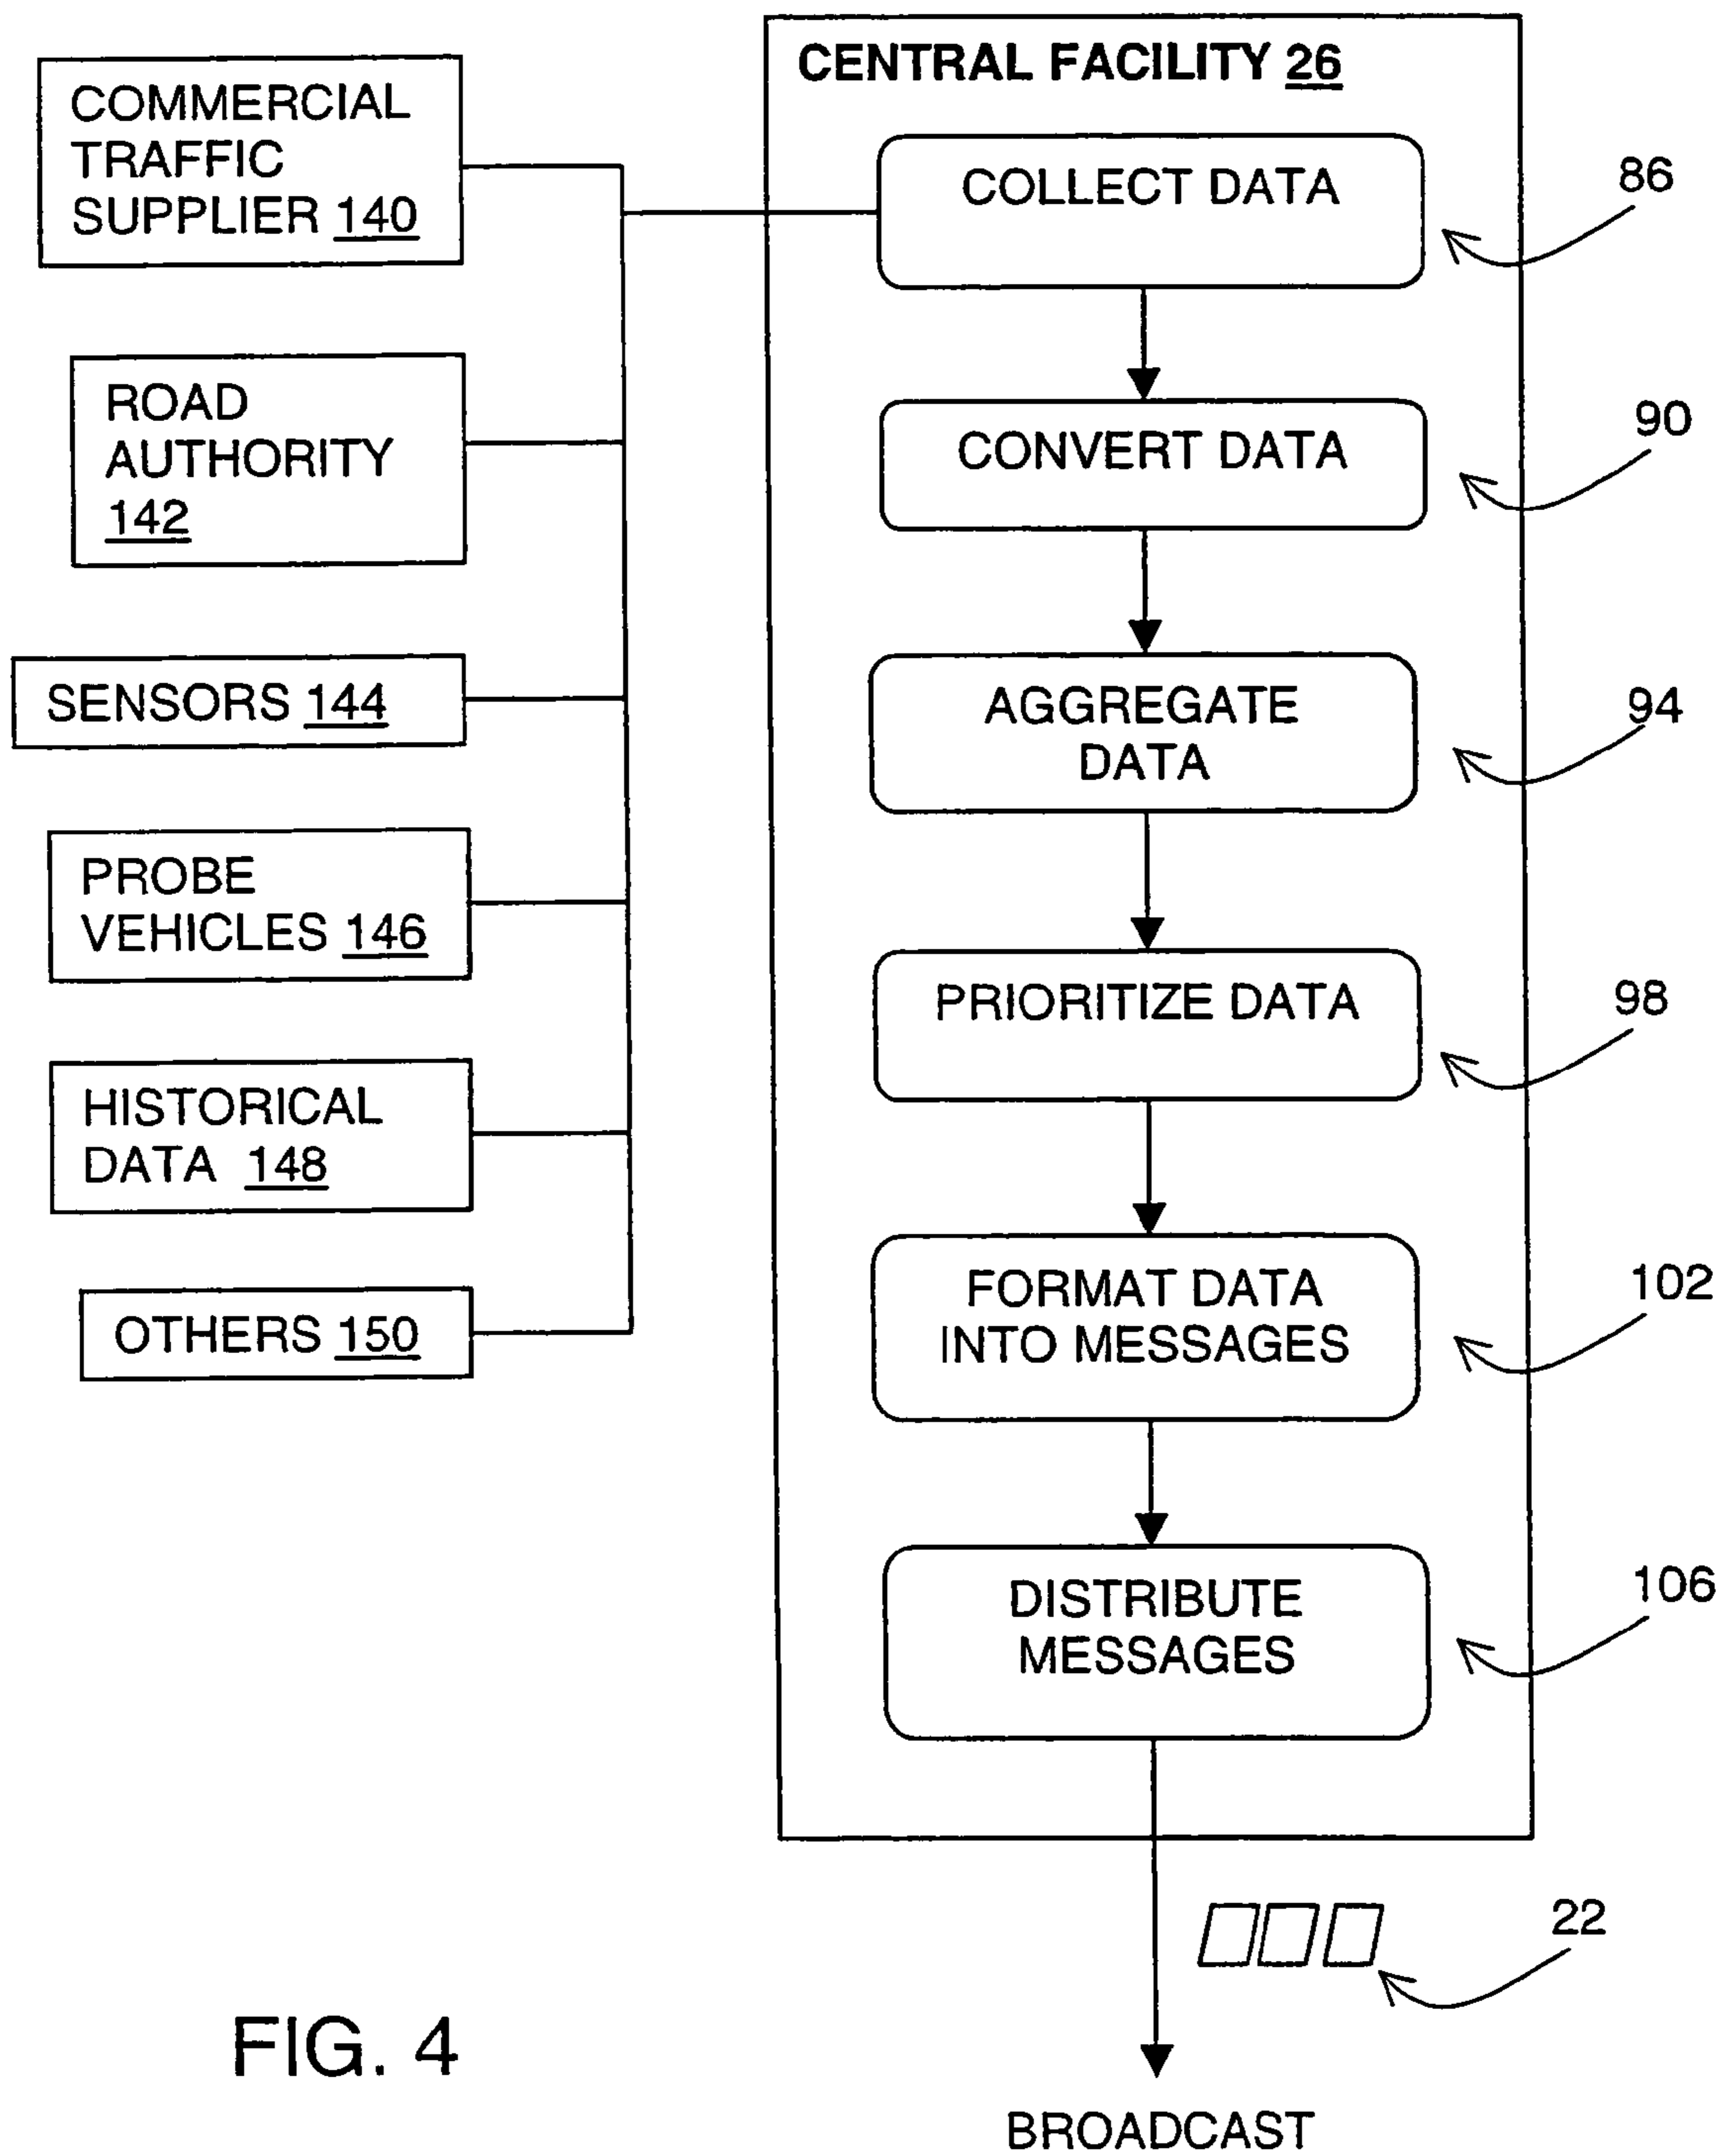 COMMERCIAL
TRAFFIC
SUPPLIER 140
ROAD
AUTHORITY
142
SENSORS 144
PROBE
VEHICLES 146
HISTORICAL
DATA 148
OTHERS 150
CENTRAL FACILITY 26
COLLECT DATA
86
CONVERT DATA
90
AGGREGATE
DATA
94
PRIORITIZE DATA
98
FORMAT DATA
INTO MESSAGES
102
DISTRIBUTE
MESSAGES
106
22
BROADCAST
FIG. 4